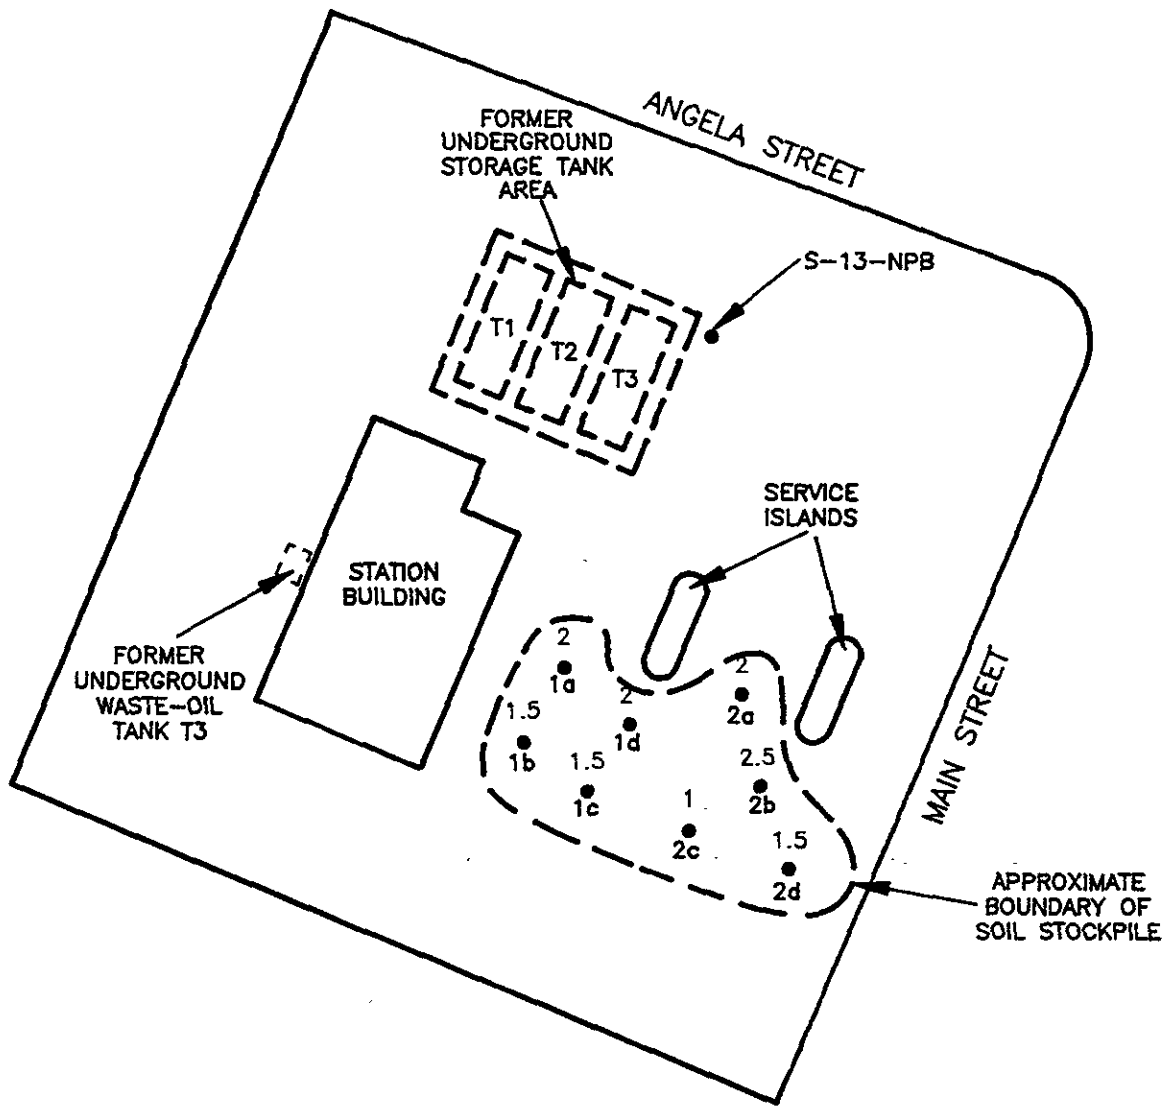 ANGELA STREET
FORMER
UNDERGROUND
STORAGE TANK
AREA
S-13-NPB
T1
T2
T3
SERVICE
ISLANDS
STATION
BUILDING
FORMER
UNDERGROUND
WASTE-OIL
TANK T3
MAIN STREET
2
1a
2
1d
2
2a
1.5
1b
1.5
1c
2.5
2b
1
2c
1.5
2d
APPROXIMATE
BOUNDARY OF
SOIL STOCKPILE